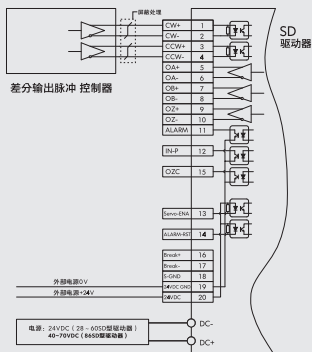 屏蔽处理
CW+ 1
CW- 2
CCW+ 3
CCW- 4
OA+ 5
OA- 6
OB+ 7
OB- 8
OZ+ 9
OZ- 10
ALARM 11
IN-P 12
OZC 15
Servo-ENA 13
ALARM-RST 14
Break+ 16
Break- 17
S-GND 18
24VDC GND 19
24VDC 20
SD
驱动器
差分输出脉冲 控制器
外部电源0V
外部电源+24V
电源：24VDC（28~60SD型驱动器）
40~70VDC（86SD型驱动器）
DC-
DC+